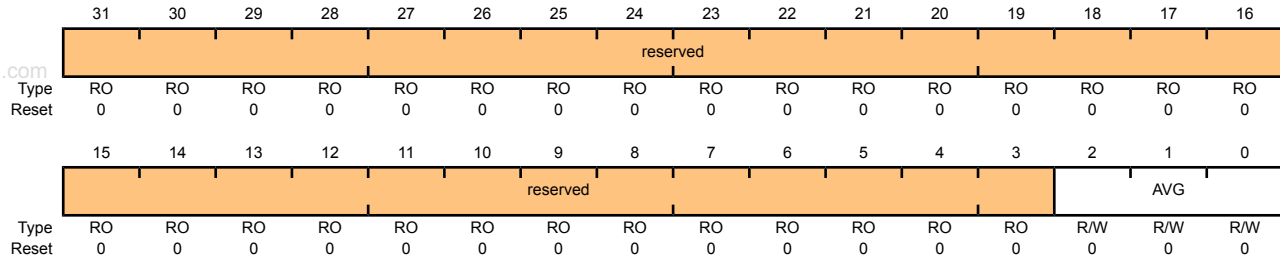 31 30 29 28 27 26 25 24 23 22 21 20 19 18 17 16
reserved
.com
Type RO RO RO RO RO RO RO RO RO RO RO RO RO RO RO RO
Reset 0 0 0 0 0 0 0 0 0 0 0 0 0 0 0 0
15 14 13 12 11 10 9 8 7 6 5 4 3 2 1 0
reserved AVG
Type RO RO RO RO RO RO RO RO RO RO RO RO RO R/W R/W R/W
Reset 0 0 0 0 0 0 0 0 0 0 0 0 0 0 0 0